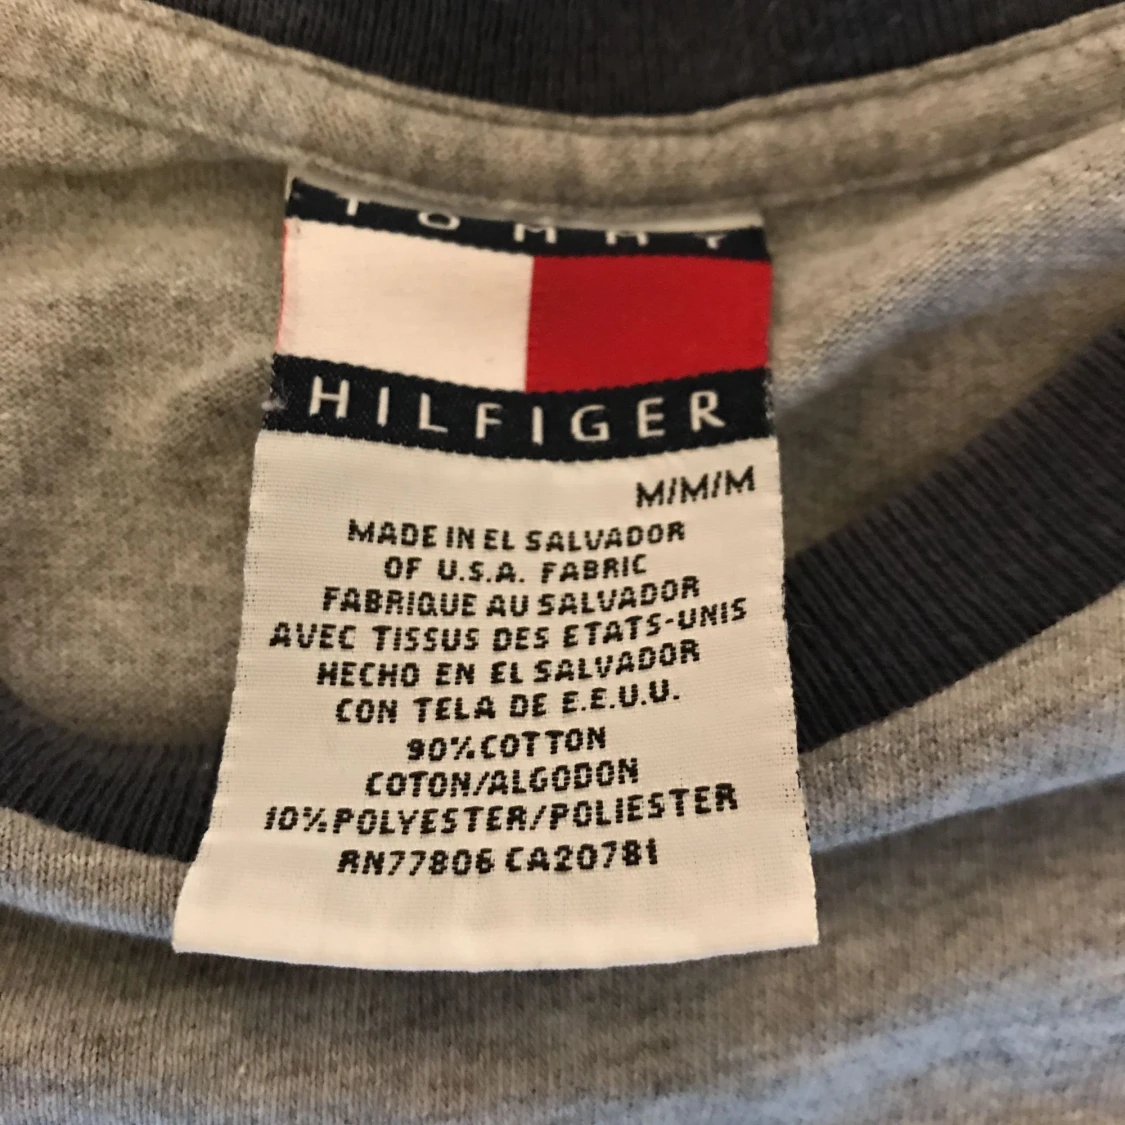 TOMMY
HILFIGER
M/M/M
MADE IN EL SALVADOR
OF U.S.A. FABRIC
FABRIQUE AU SALVADOR
AVEC TISSUS DES ETATS-UNIS
HECHO EN EL SALVADOR
CON TELA DE E.E.U.U.
90% COTTON
COTON/ALGODON
10% POLYESTER/POLIESTER
RN77806 CA20781